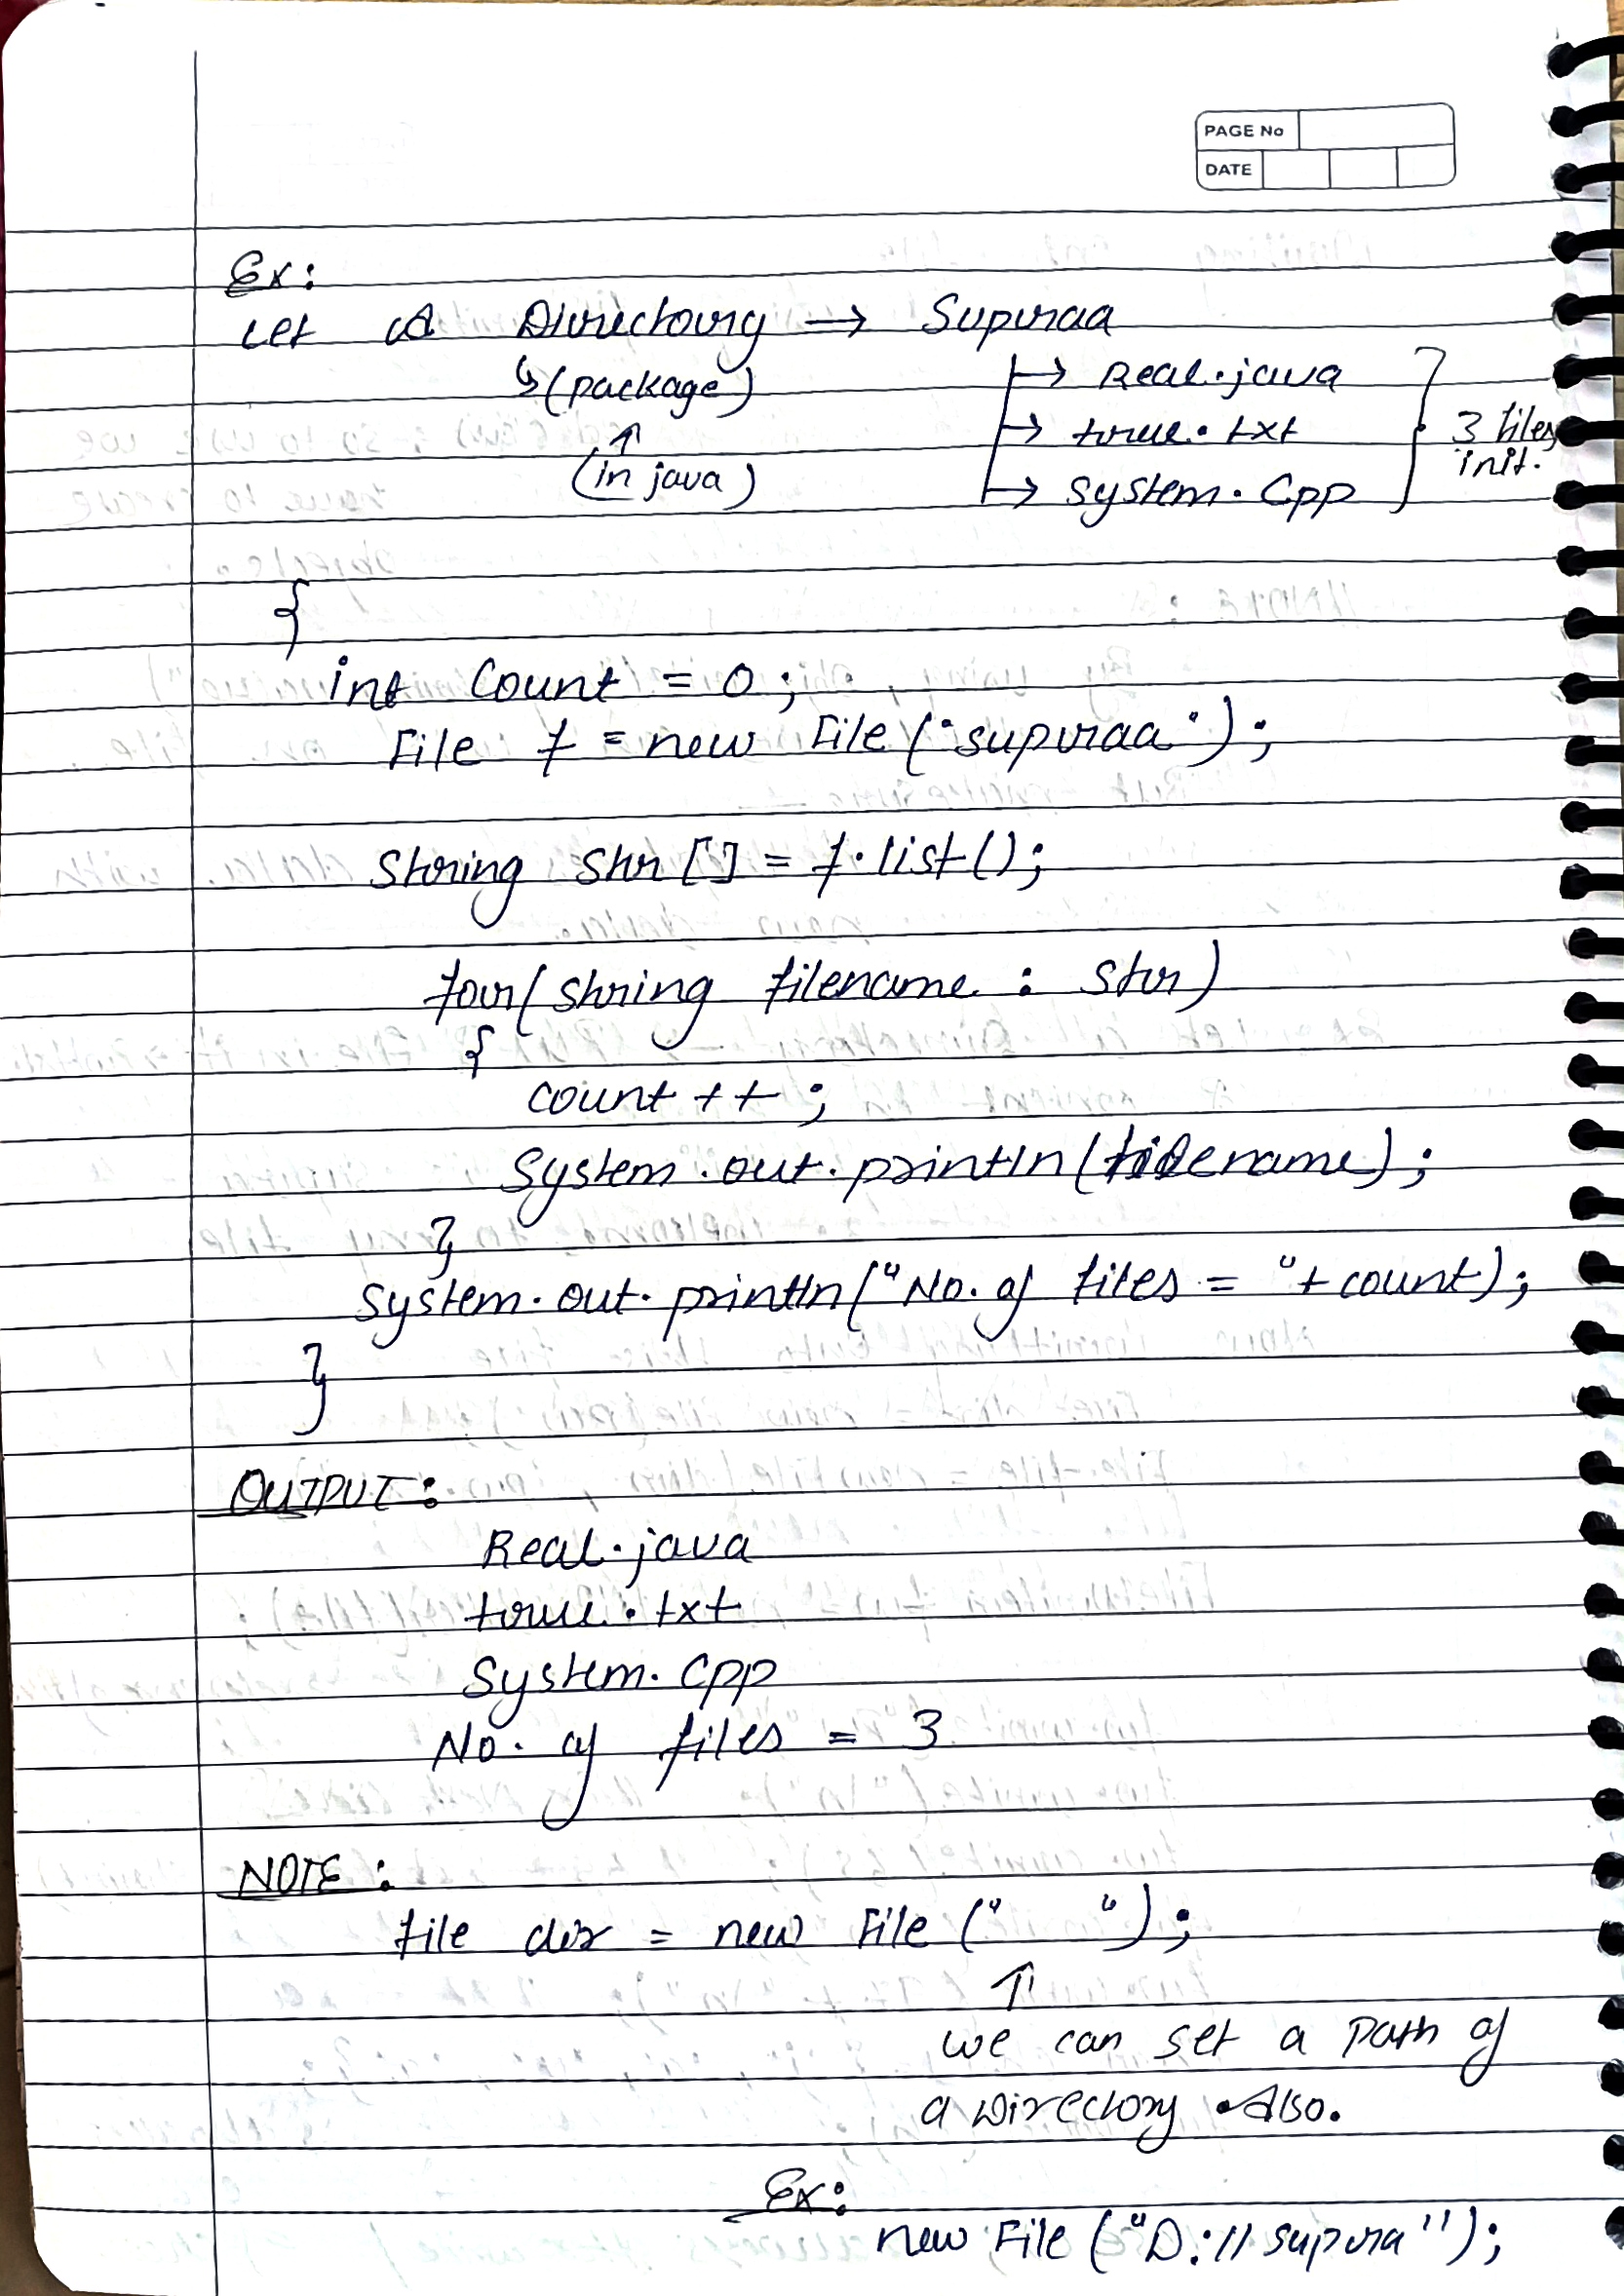 PAGE No
DATE
Ex:
Let a Directory ⇒ Supraa
↳(package) → Real.java
↑ → true.txt 3 files
(in java) → system.cpp init.
{
int count = 0;
File f = new File("supraa");
String str[] = f.list();
for(string filename : str)
{
count ++;
System.out.println(filename);
}
system.out.println("No. of files = "+count);
}
OUTPUT:
Real.java
true.txt
System.cpp
No. of files = 3
NOTE:
file dir = new File (" ");
↑
we can set a path of
a Directory Also.
Ex:
new File ("D://supra");